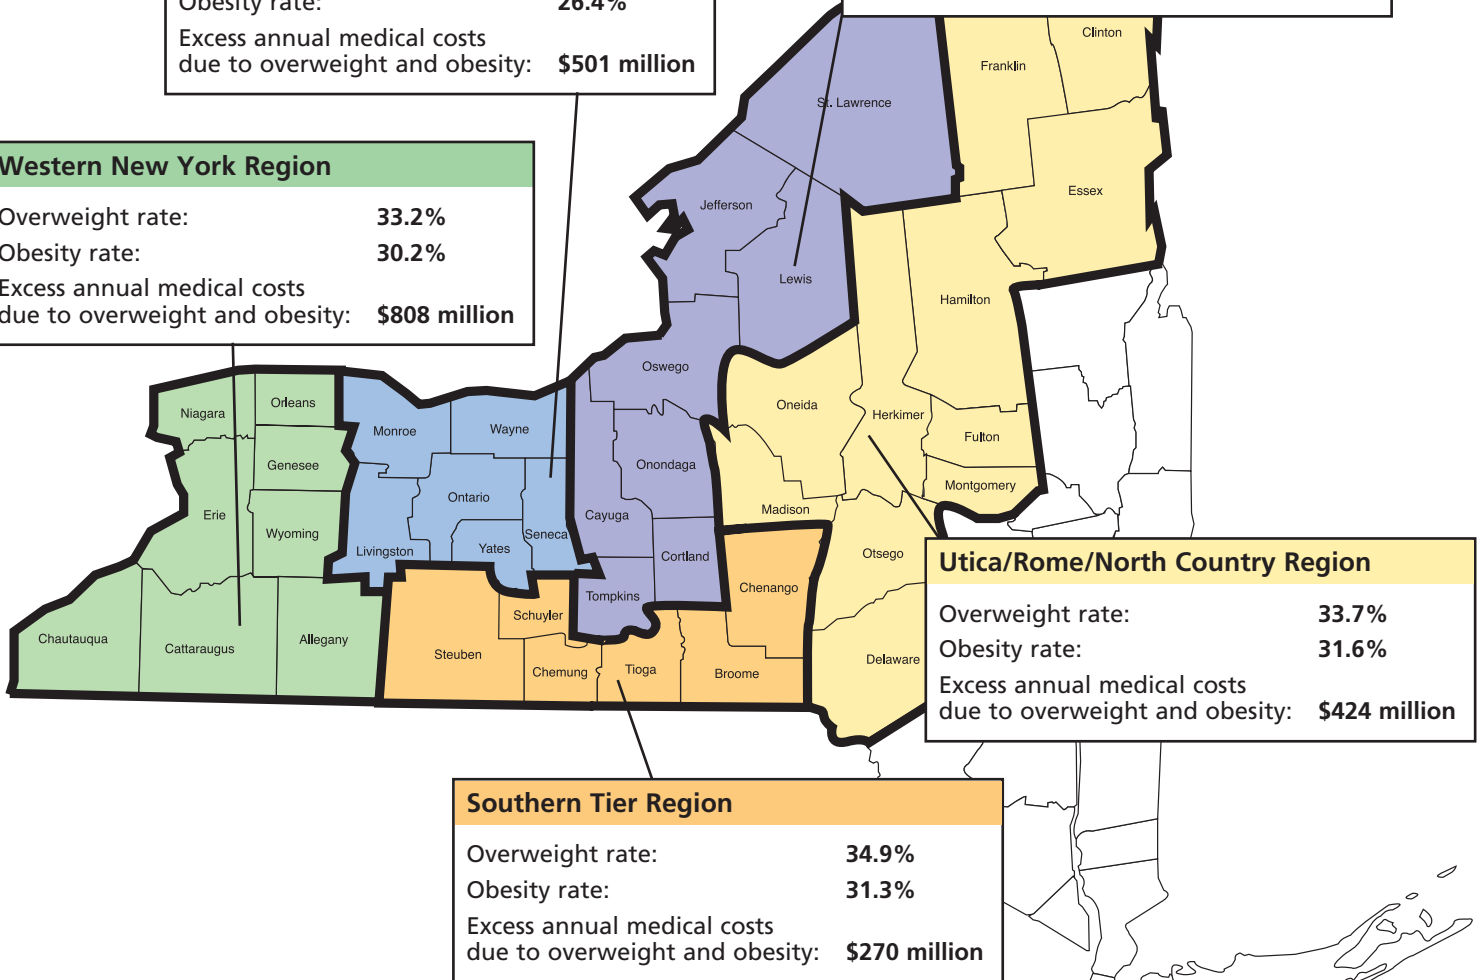 Obesity rate: 26.4%
Excess annual medical costs
due to overweight and obesity: $501 million
Western New York Region
Overweight rate: 33.2%
Obesity rate: 30.2%
Excess annual medical costs
due to overweight and obesity: $808 million
Clinton
Franklin
St. Lawrence
Essex
Jefferson
Lewis
Hamilton
Oswego
Niagara
Orleans
Monroe
Wayne
Oneida
Herkimer
Fulton
Genesee
Onondaga
Montgomery
Ontario
Erie
Wyoming
Cayuga
Madison
Seneca
Livingston
Yates
Cortland
Otsego
Chenango
Tompkins
Schuyler
Chautauqua
Cattaraugus
Allegany
Steuben
Chemung
Tioga
Broome
Delaware
Utica/Rome/North Country Region
Overweight rate: 33.7%
Obesity rate: 31.6%
Excess annual medical costs
due to overweight and obesity: $424 million
Southern Tier Region
Overweight rate: 34.9%
Obesity rate: 31.3%
Excess annual medical costs
due to overweight and obesity: $270 million